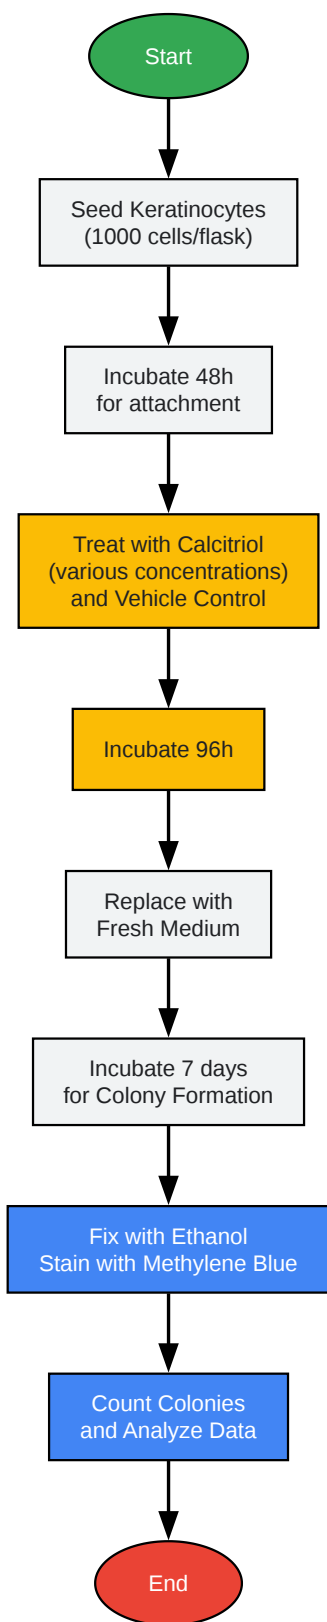 Start
Seed Keratinocytes
(1000 cells/flask)
Incubate 48h
for attachment
Treat with Calcitriol
(various concentrations)
and Vehicle Control
Incubate 96h
Replace with
Fresh Medium
Incubate 7 days
for Colony Formation
Fix with Ethanol
Stain with Methylene Blue
Count Colonies
and Analyze Data
End